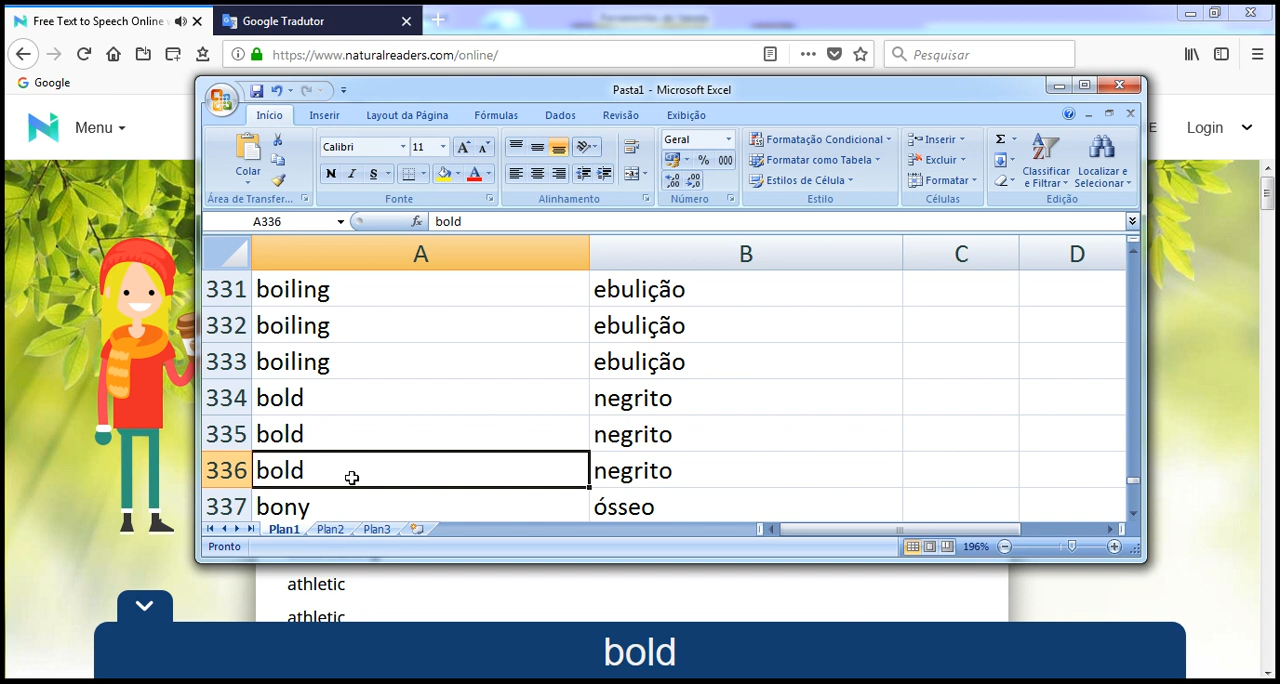 Free Text to Speech Online
Google Tradutor
https://www.naturalreaders.com/online/
Pesquisar
Google
Menu
E
Login
Pasta1 - Microsoft Excel
Início
Inserir
Layout da Página
Fórmulas
Dados
Revisão
Exibição
Colar
Calibri
11
A
A
N
I
S
A
Geral
%
000
Formatação Condicional
Formatar como Tabela
Estilos de Célula
Inserir
Excluir
Formatar
Σ
Classificar e Filtrar
Localizar e Selecionar
Área de Transfer...
Fonte
Alinhamento
Número
Estilo
Células
Edição
A336
fx
bold
A B C D
331 boiling ebulição
332 boiling ebulição
333 boiling ebulição
334 bold negrito
335 bold negrito
336 bold negrito
337 bony ósseo
Plan1 Plan2 Plan3
Pronto
196%
athletic
athletic
bold